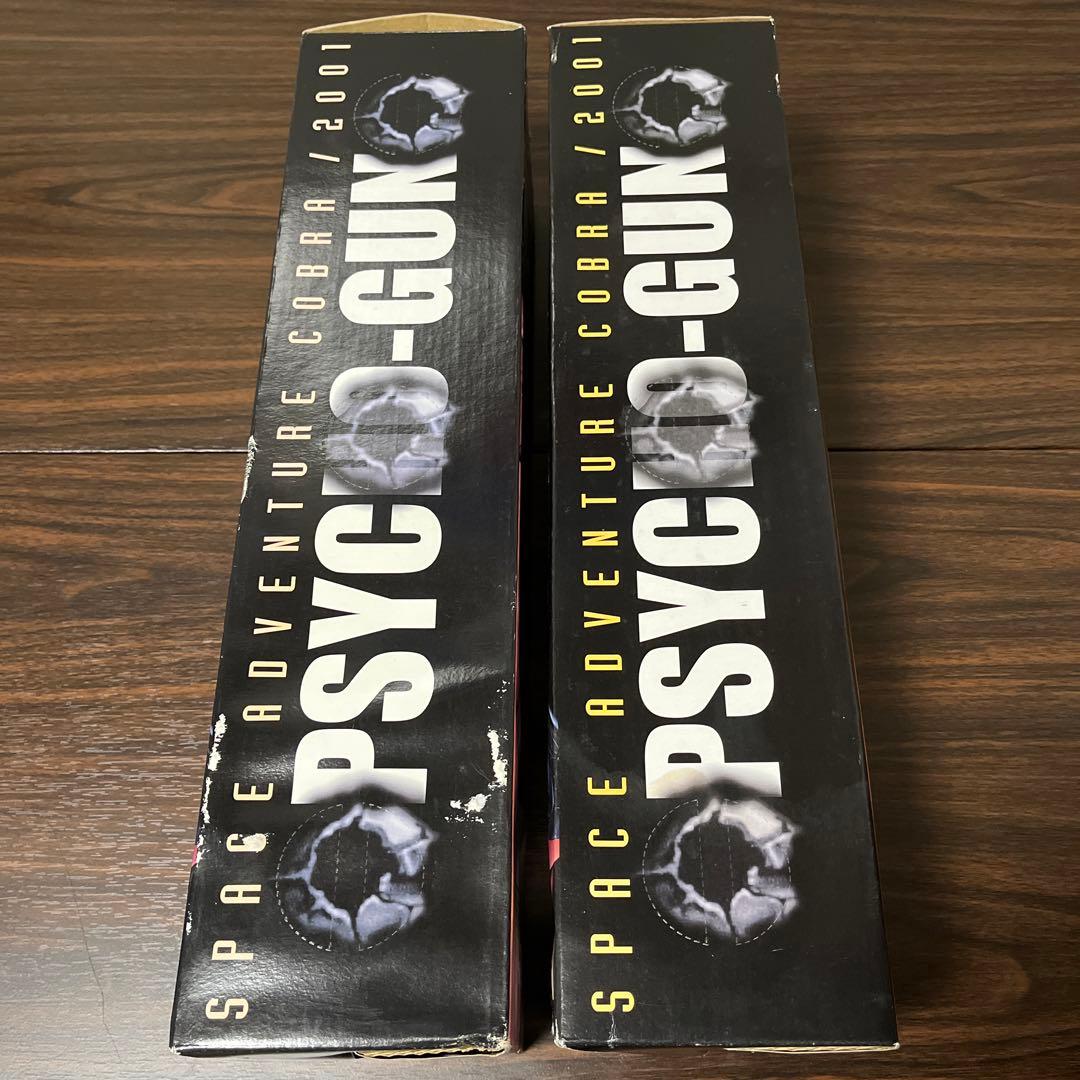 SPACE ADVENTURE COBRA / 2001
PSYCHO-GUN
SPACE ADVENTURE COBRA / 2001
PSYCHO-GUN